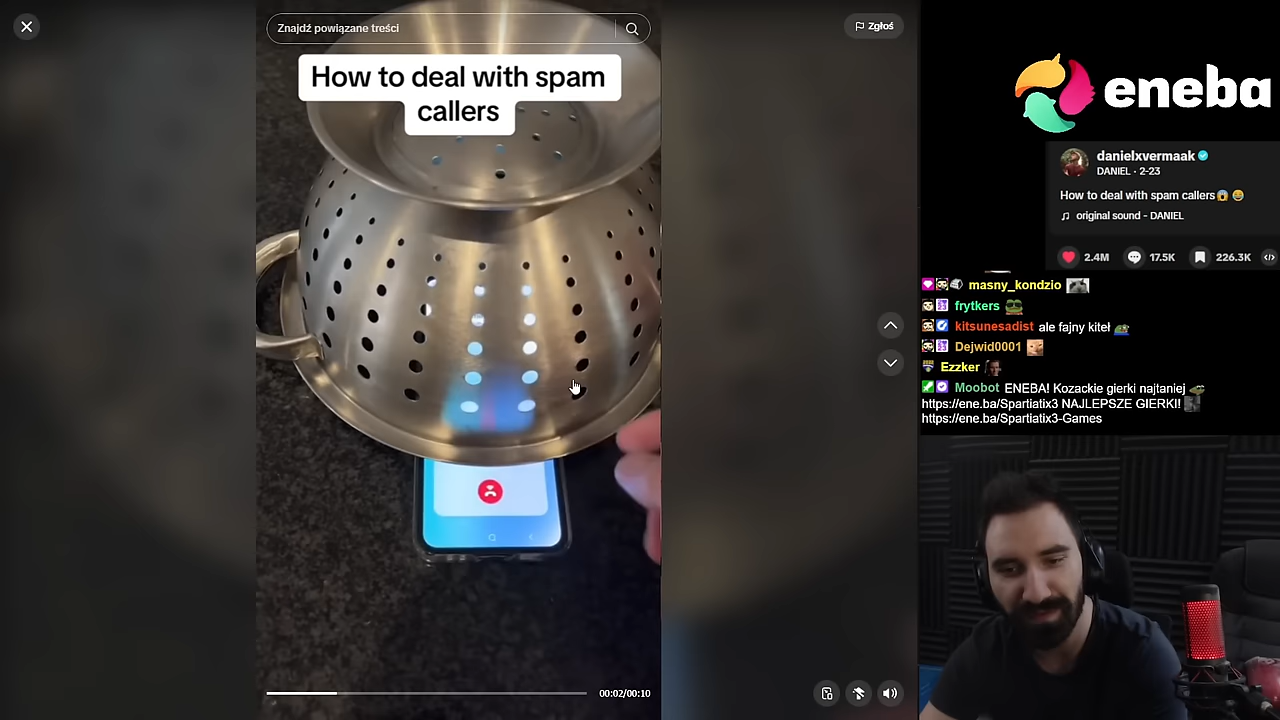 Znajdź powiązane treści
Zgłoś
How to deal with spam
callers
00:02/00:10
eneba
danielxvermaak
DANIEL · 2-23
How to deal with spam callers😱 😂
original sound - DANIEL
2.4M
17.5K
226.3K
masny_kondzio
frytkers
kitsunesadist ale fajny kiteł
Dejwid0001
Ezzker
Moobot ENEBA! Kozackie gierki najtaniej
https://ene.ba/Spartiatix3 NAJLEPSZE GIERKI!
https://ene.ba/Spartiatix3-Games